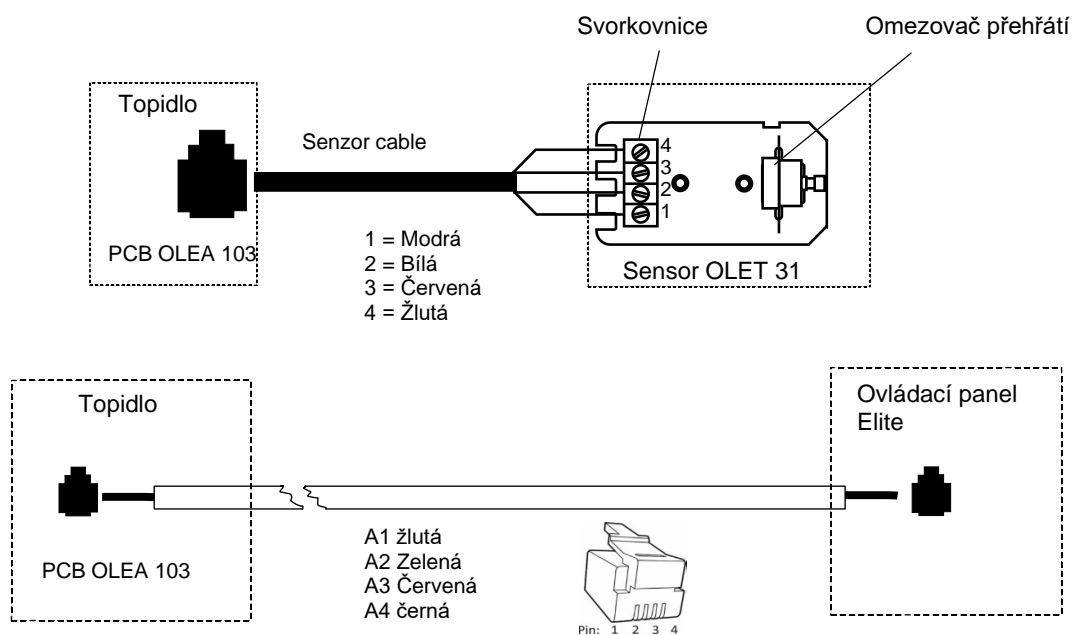 Svorkovnice
Omezovač přehřátí
Topidlo
Senzor cable
4
3
2
1
PCB OLEA 103
1 = Modrá
2 = Bílá
3 = Červená
4 = Žlutá
Sensor OLET 31
Topidlo
Ovládací panel
Elite
PCB OLEA 103
A1 žlutá
A2 Zelená
A3 Červená
A4 černá
Pin: 1 2 3 4